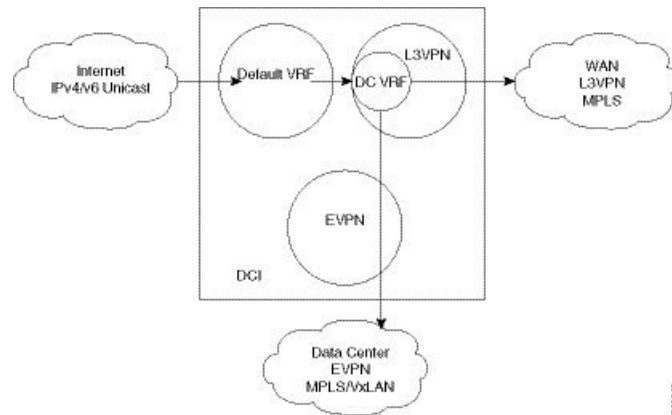 Internet
IPv4/v6 Unicast
Default VRF
L3VPN
DC VRF
WAN
L3VPN
MPLS
EVPN
DCI
Data Center
EVPN
MPLS/VxLAN